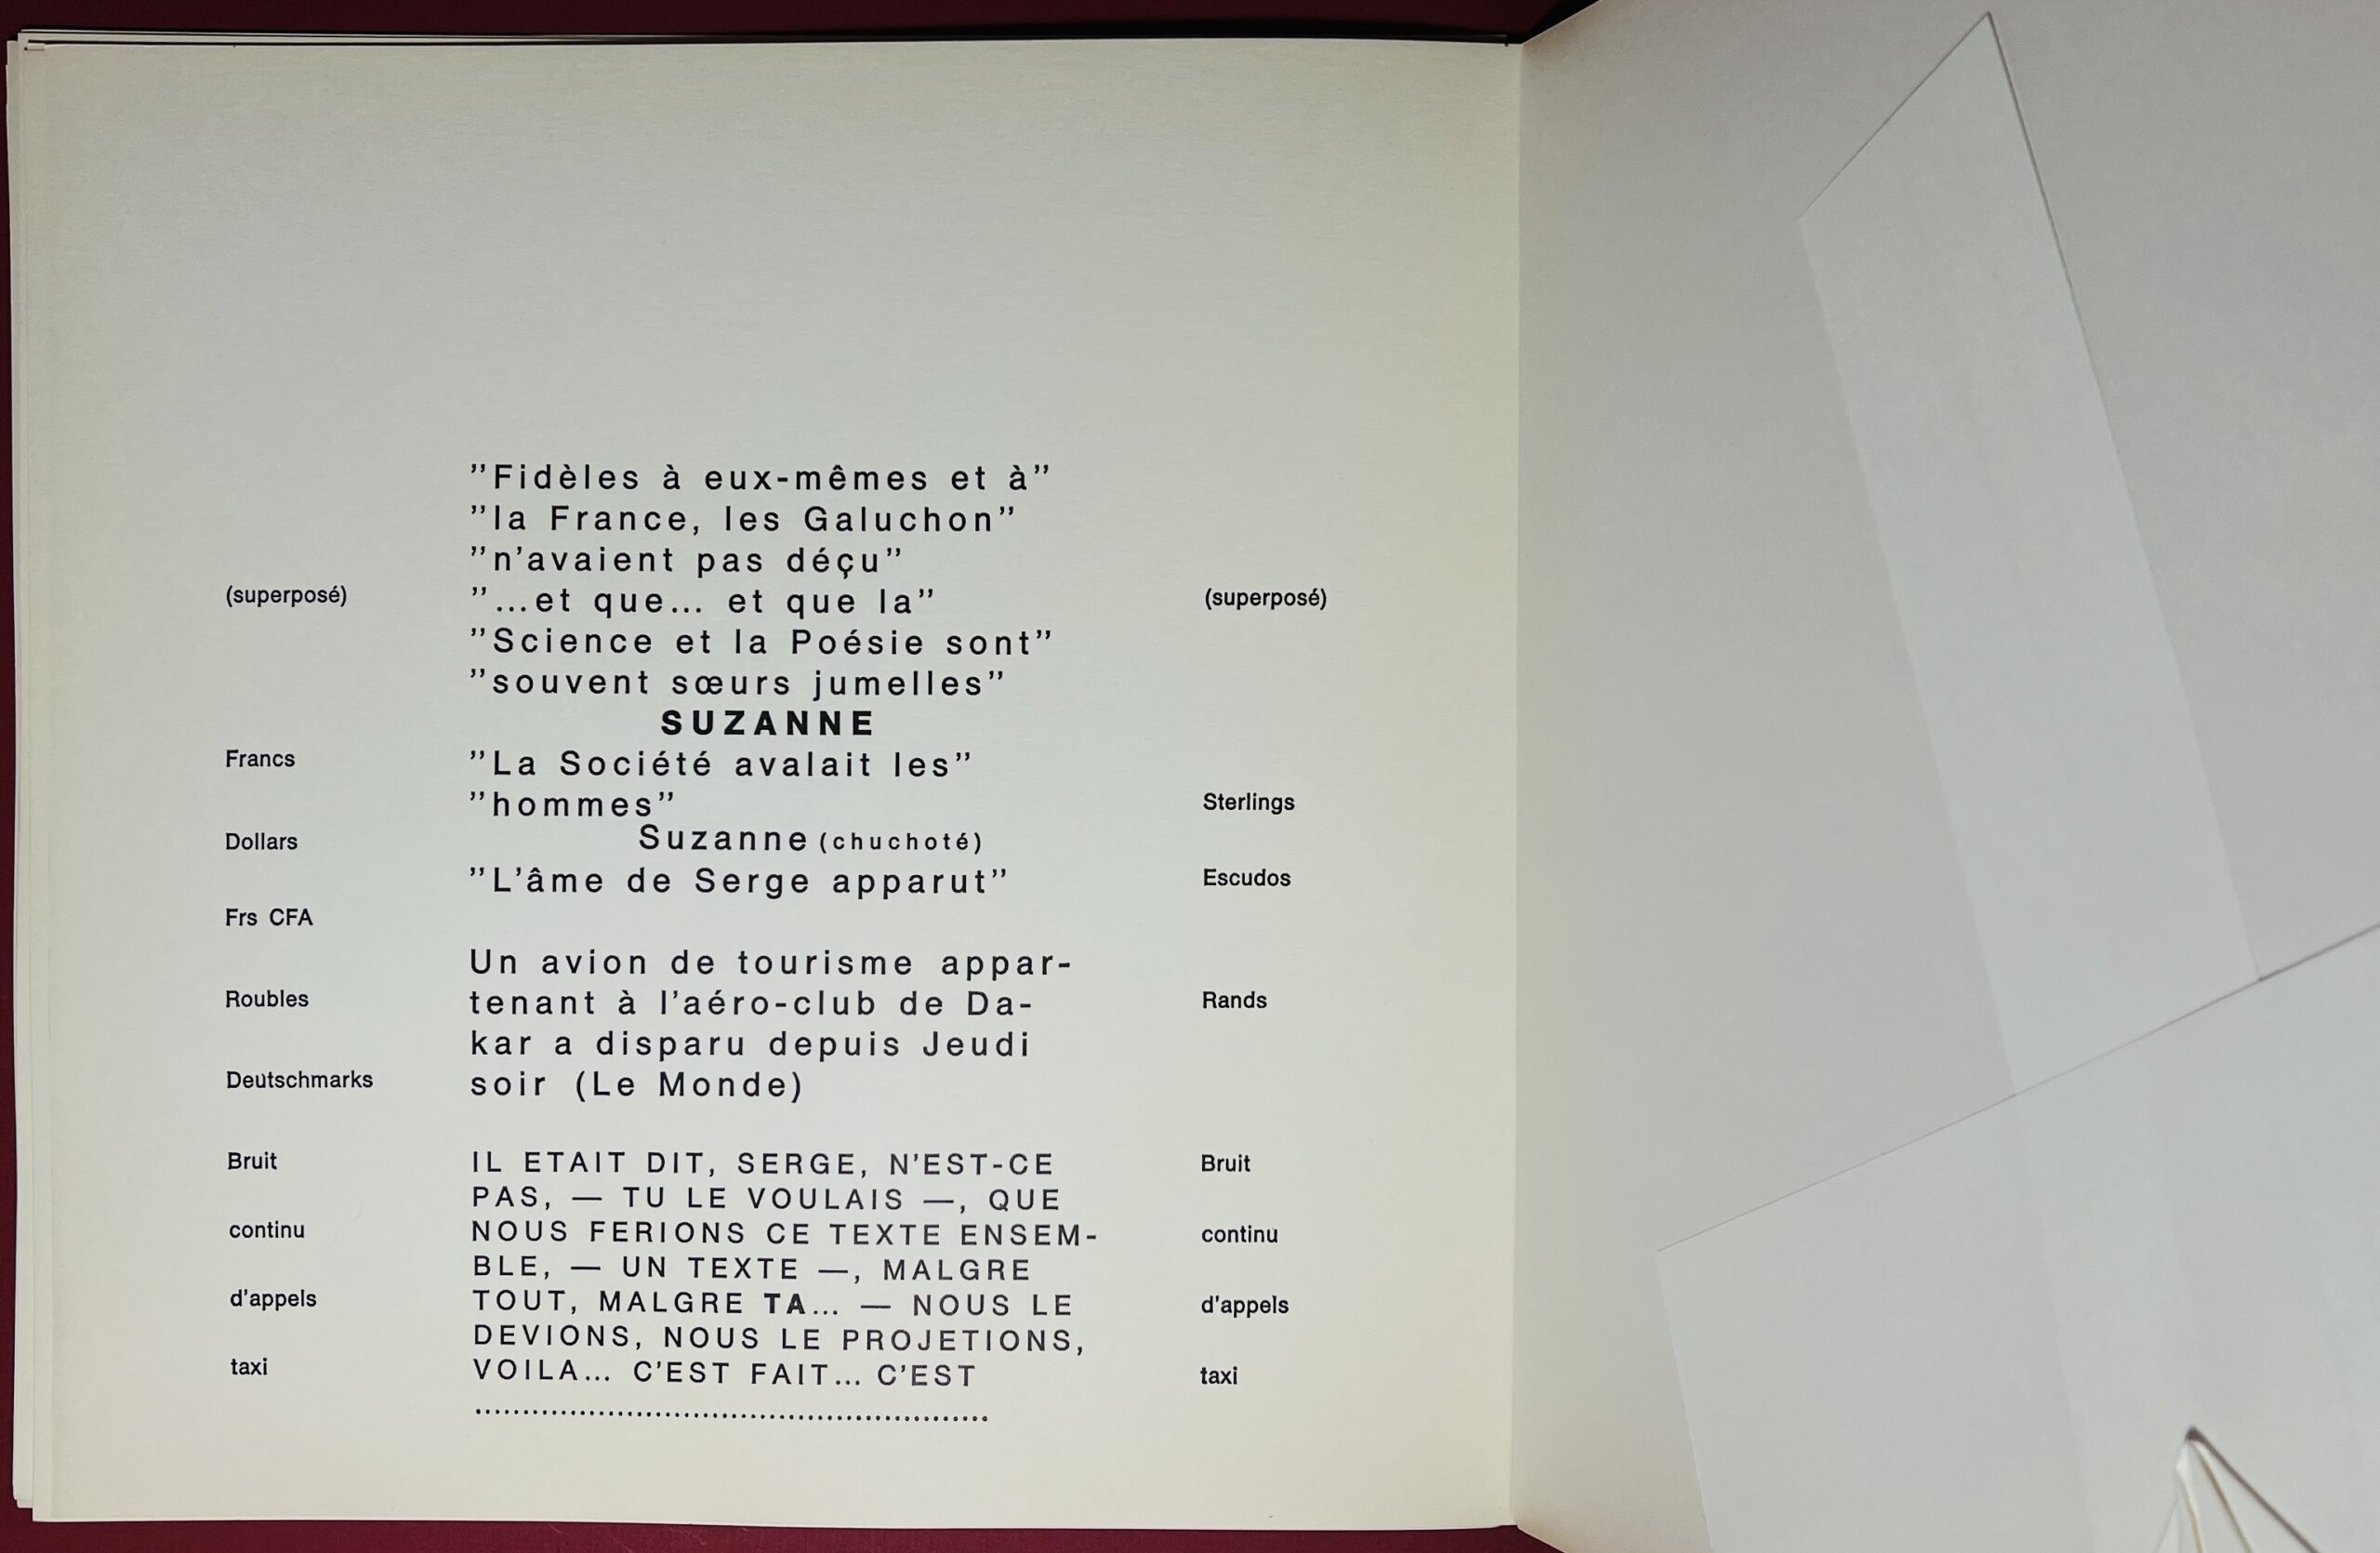 ”Fidèles à eux-mêmes et à”
”la France, les Galuchon”
”n’avaient pas déçu”
(superposé) ”...et que... et que la” (superposé)
”Science et la Poésie sont”
”souvent sœurs jumelles”
SUZANNE
Francs ”La Société avalait les”
”hommes” Sterlings
Dollars Suzanne (chuchoté)
”L’âme de Serge apparut” Escudos
Frs CFA
Un avion de tourisme appar-
Roubles tenant à l’aéro-club de Da- Rands
kar a disparu depuis Jeudi
Deutschmarks soir (Le Monde)
Bruit IL ETAIT DIT, SERGE, N’EST-CE Bruit
PAS, — TU LE VOULAIS —, QUE
continu NOUS FERIONS CE TEXTE ENSEM- continu
BLE, — UN TEXTE —, MALGRE
d’appels TOUT, MALGRE TA... — NOUS LE d’appels
DEVIONS, NOUS LE PROJETIONS,
taxi VOILA... C’EST FAIT... C’EST taxi
......................................................